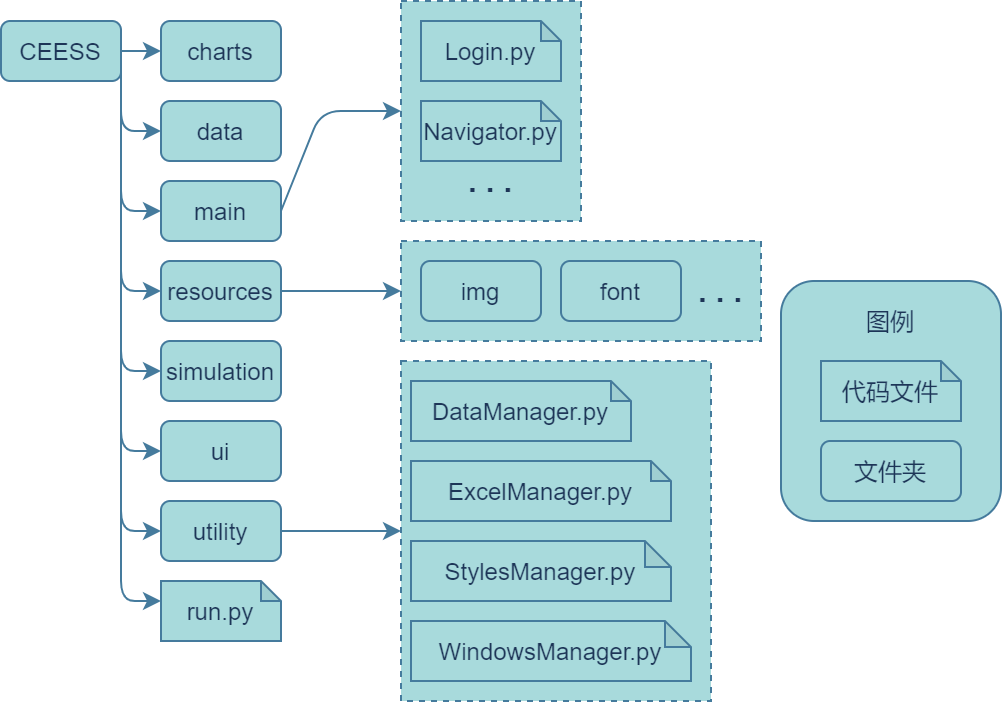 CEESS
charts
data
main
resources
simulation
ui
utility
run.py
Login.py
Navigator.py
...
img
font
...
DataManager.py
ExcelManager.py
StylesManager.py
WindowsManager.py
图例
代码文件
文件夹